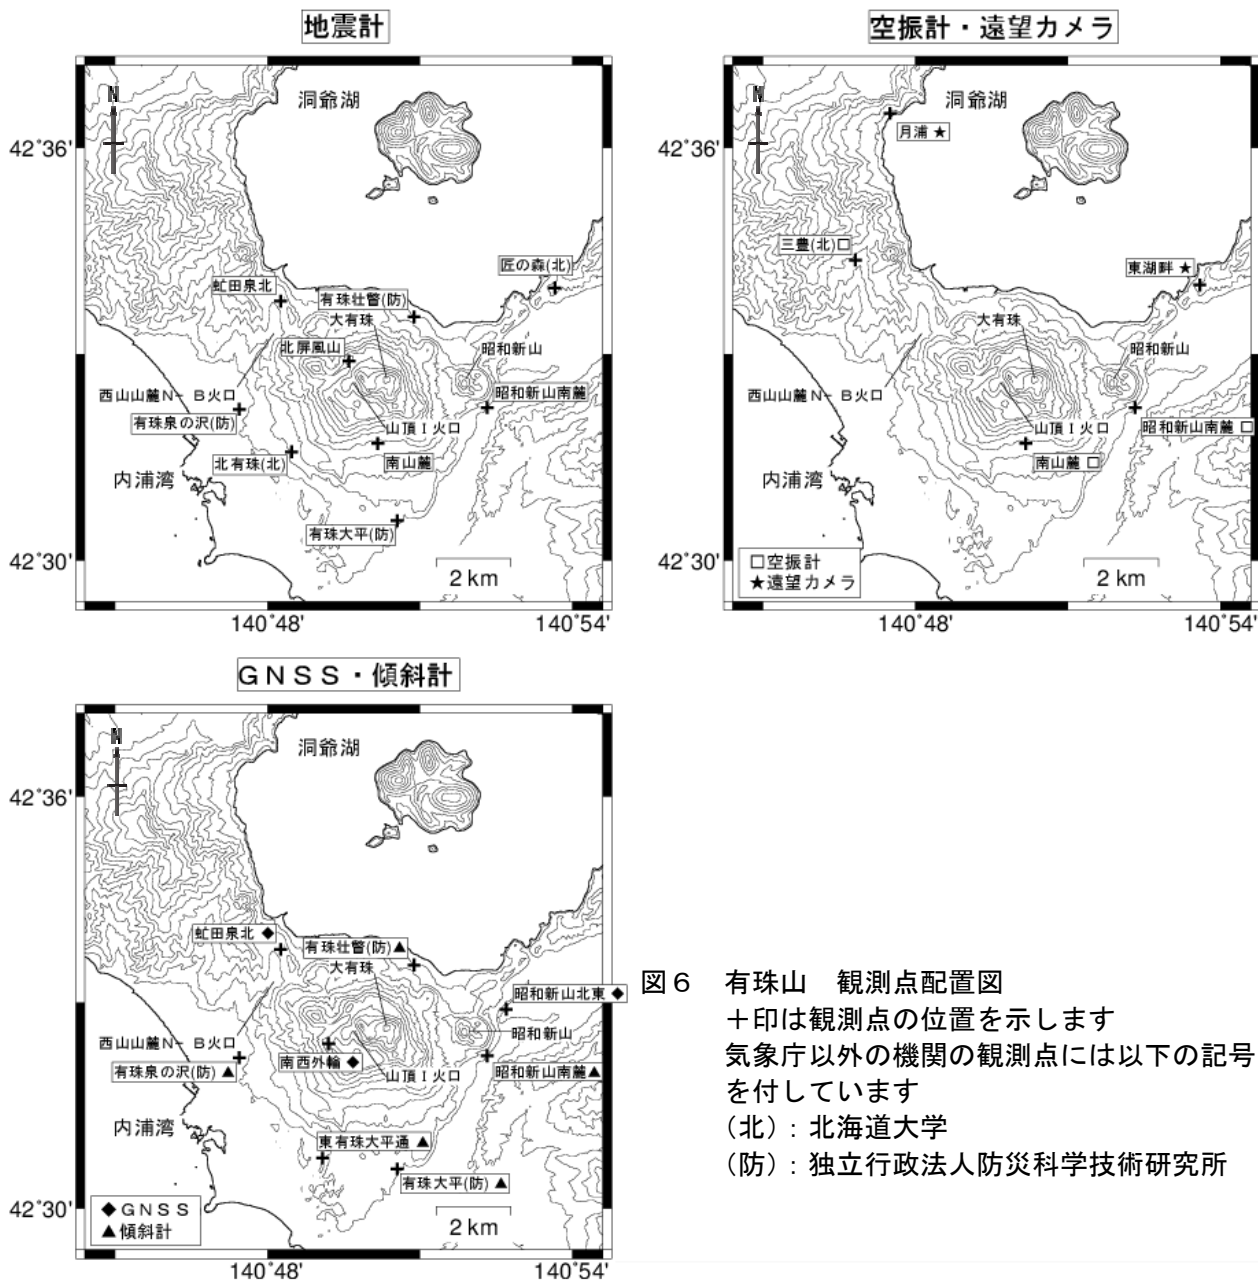 地震計
N
洞爺湖
42°36'
匠の森(北)
虻田泉北
有珠壮瞥(防)
大有珠
北屏風山
昭和新山
西山山麓N-B火口
昭和新山南麓
有珠泉の沢(防)
山頂Ⅰ火口
北有珠(北)
南山麓
内浦湾
有珠大平(防)
42°30'
2 km
140°48'
140°54'
空振計・遠望カメラ
N
洞爺湖
月浦 ★
42°36'
三豊(北)□
東湖畔 ★
大有珠
昭和新山
西山山麓N-B火口
山頂Ⅰ火口
昭和新山南麓 □
南山麓 □
内浦湾
42°30'
□空振計
★遠望カメラ
2 km
140°48'
140°54'
GNSS・傾斜計
N
洞爺湖
42°36'
虻田泉北 ◆
有珠壮瞥(防)▲
大有珠
昭和新山北東 ◆
昭和新山
西山山麓N-B火口
南西外輪 ◆
有珠泉の沢(防) ▲
山頂Ⅰ火口
昭和新山南麓▲
内浦湾
東有珠大平通 ▲
有珠大平(防) ▲
42°30'
◆GNSS
▲傾斜計
2 km
140°48'
140°54'
図6 有珠山 観測点配置図
+印は観測点の位置を示します
気象庁以外の機関の観測点には以下の記号
を付しています
(北):北海道大学
(防):独立行政法人防災科学技術研究所